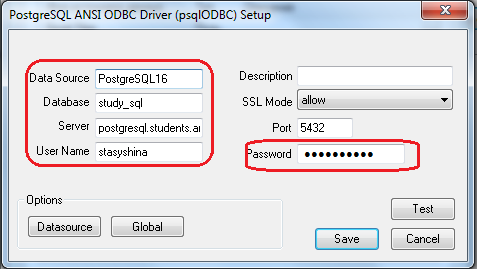 PostgreSQL ANSI ODBC Driver (psqlODBC) Setup
Data Source PostgreSQL16 Description
Database study_sql SSL Mode allow
Server postgresql.students. Port 5432
User Name stasyshina Password ●●●●●●●●●●
Options
Datasource Global
Test
Save Cancel